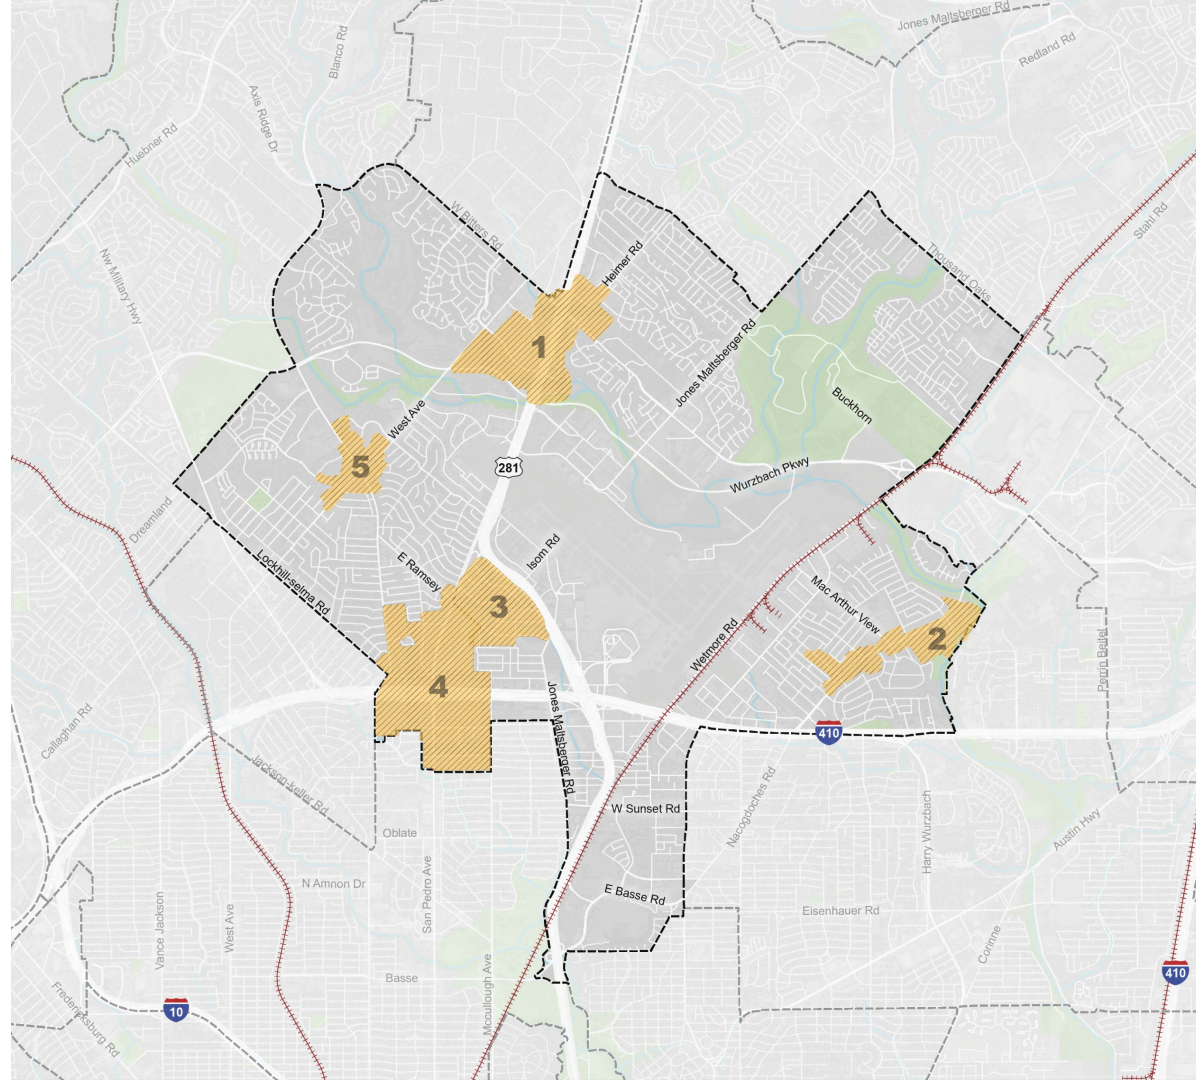 Jones Maltsberger Rd
Redland Rd
Blanco Rd
Axis Ridge Dr
Huebner Rd
W Bitters Rd
Stahl Rd
Thousand Oaks
Nw Military Hwy
Heimer Rd
1
Jones Maltsberger Rd
Buckhorn
West Ave
5
281
Wurzbach Pkwy
Dreamland
Isom Rd
Lockhill-selma Rd
E Ramsey
3
Mac Arthur View
2
Wetmore Rd
Perrin Beitel
4
Jones Maltsberger Rd
Callaghan Rd
410
Jackson-keller Rd
W Sunset Rd
Nacogdoches Rd
Harry Wurzbach
Austin Hwy
Oblate
San Pedro Ave
N Amnon Dr
E Basse Rd
Eisenhauer Rd
Vance Jackson
West Ave
Corinne
Basse
Mccullough Ave
410
10
Fredericksburg Rd